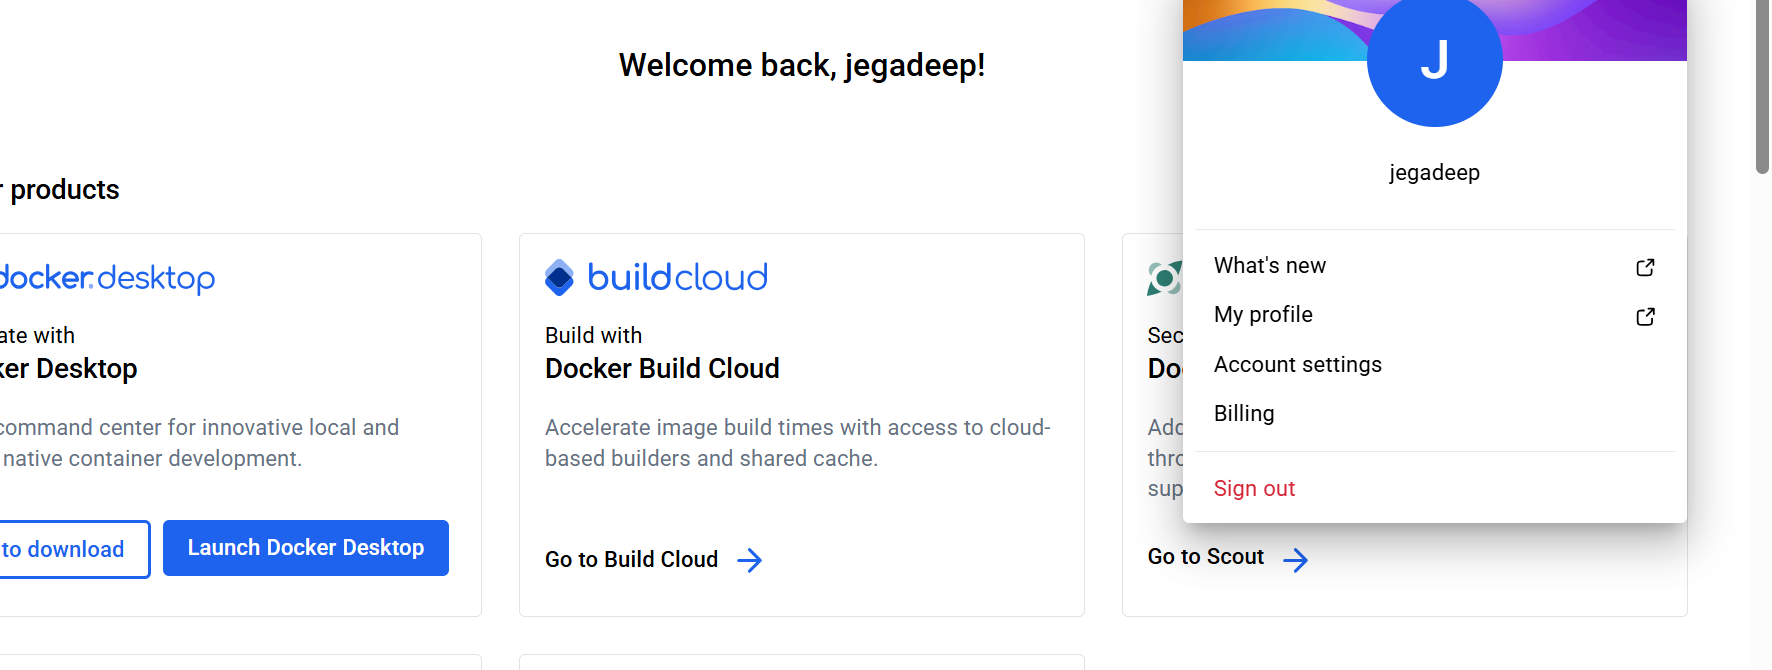 Welcome back, jegadeep!
products
docker.desktop
ate with
ker Desktop
command center for innovative local and
native container development.
to download
Launch Docker Desktop
build cloud
Build with
Docker Build Cloud
Accelerate image build times with access to cloud-
based builders and shared cache.
Go to Build Cloud
Sec
Do
Add
thro
sup
Go to Scout
J
jegadeep
What's new
My profile
Account settings
Billing
Sign out